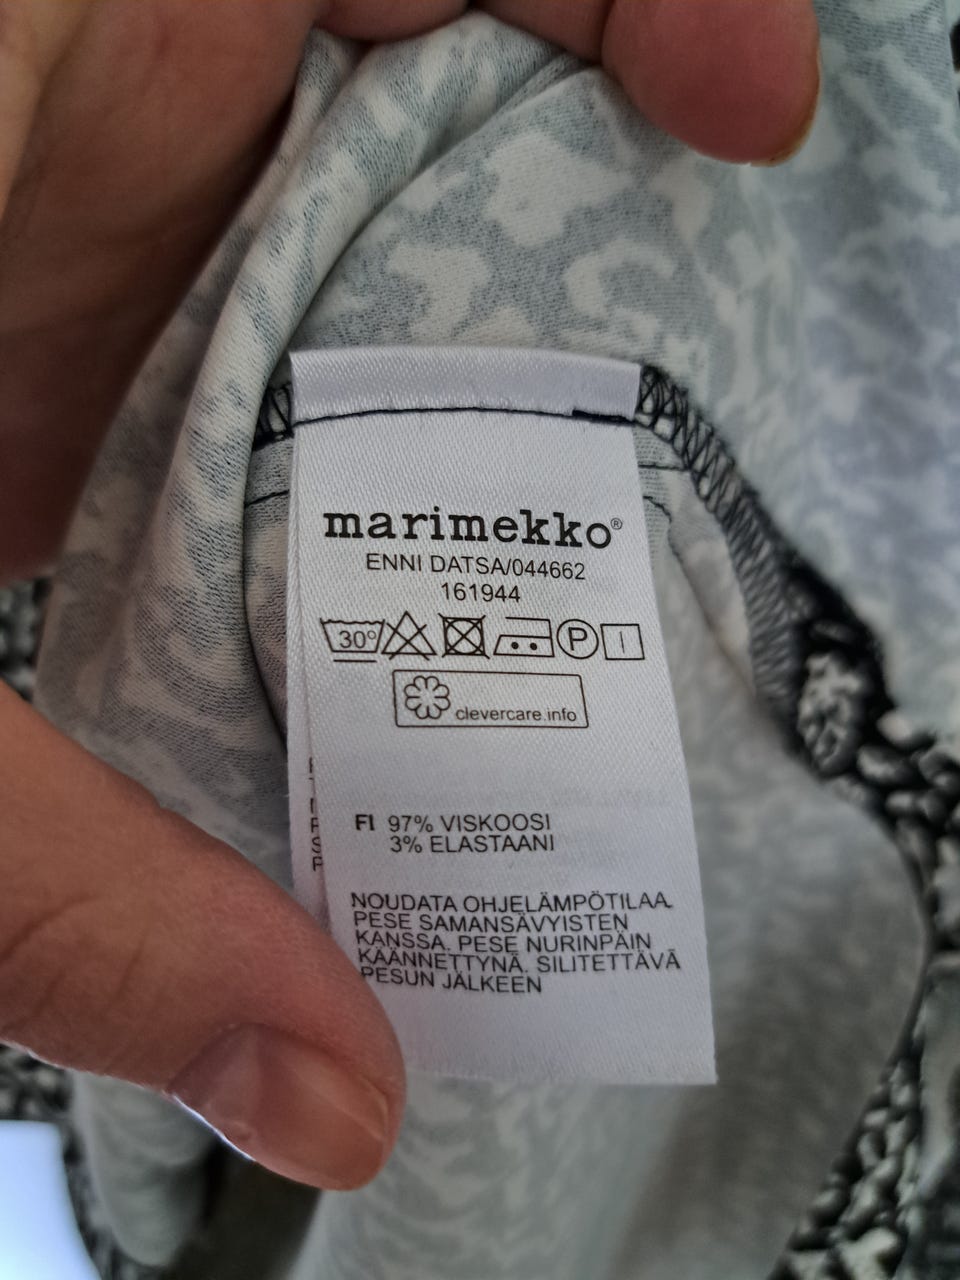 marimekko®
ENNI DATSA/044662
161944
30°
P
clevercare.info
FI 97% VISKOOSI
3% ELASTAANI
NOUDATA OHJELÄMPÖTILAA.
PESE SAMANSÄVYISTEN
KANSSA. PESE NURINPÄIN
KÄÄNNETTYNÄ. SILITETTÄVÄ
PESUN JÄLKEEN